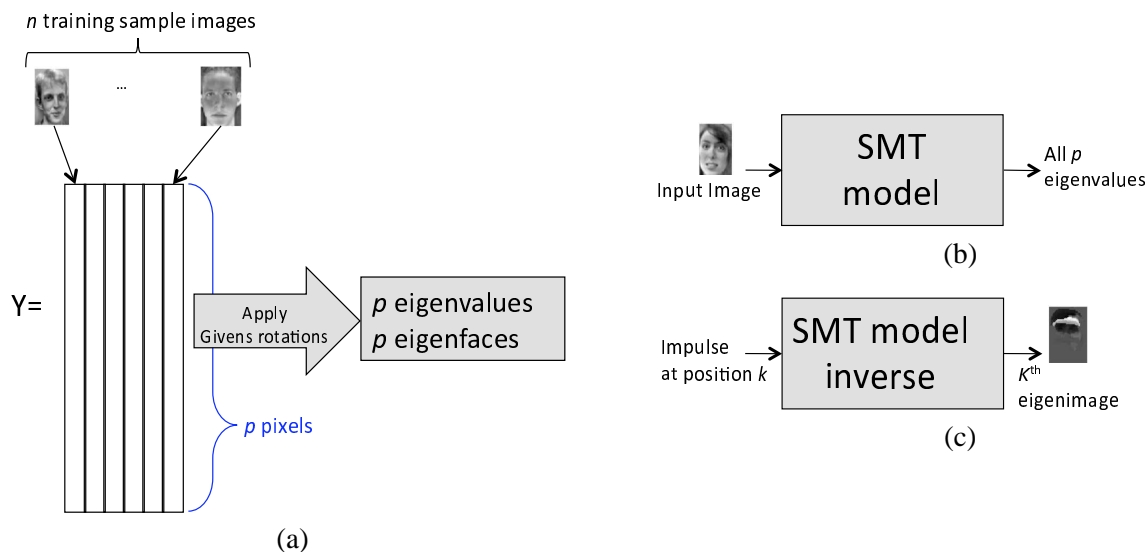 n training sample images
...
Y=
Apply
Givens rotations
p eigenvalues
p eigenfaces
p pixels
(a)
Input Image
SMT
model
All p
eigenvalues
(b)
Impulse
at position k
SMT model
inverse
Kth
eigenimage
(c)